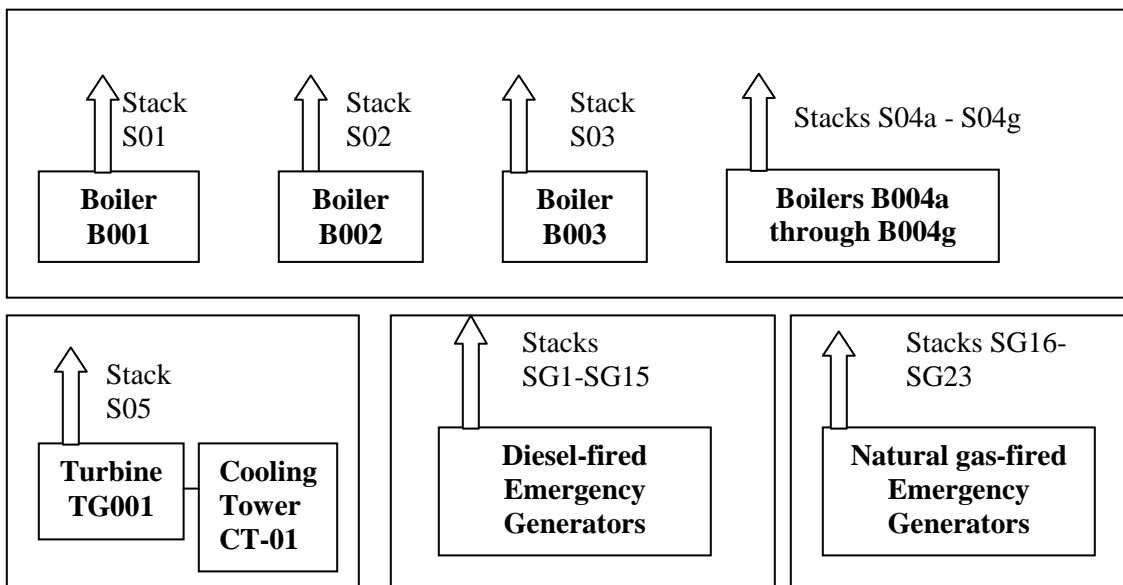 Stack
S01
Boiler
B001
Stack
S02
Boiler
B002
Stack
S03
Boiler
B003
Stacks S04a - S04g
Boilers B004a
through B004g
Stack
S05
Turbine
TG001
Cooling
Tower
CT-01
Stacks
SG1-SG15
Diesel-fired
Emergency
Generators
Stacks SG16-
SG23
Natural gas-fired
Emergency
Generators